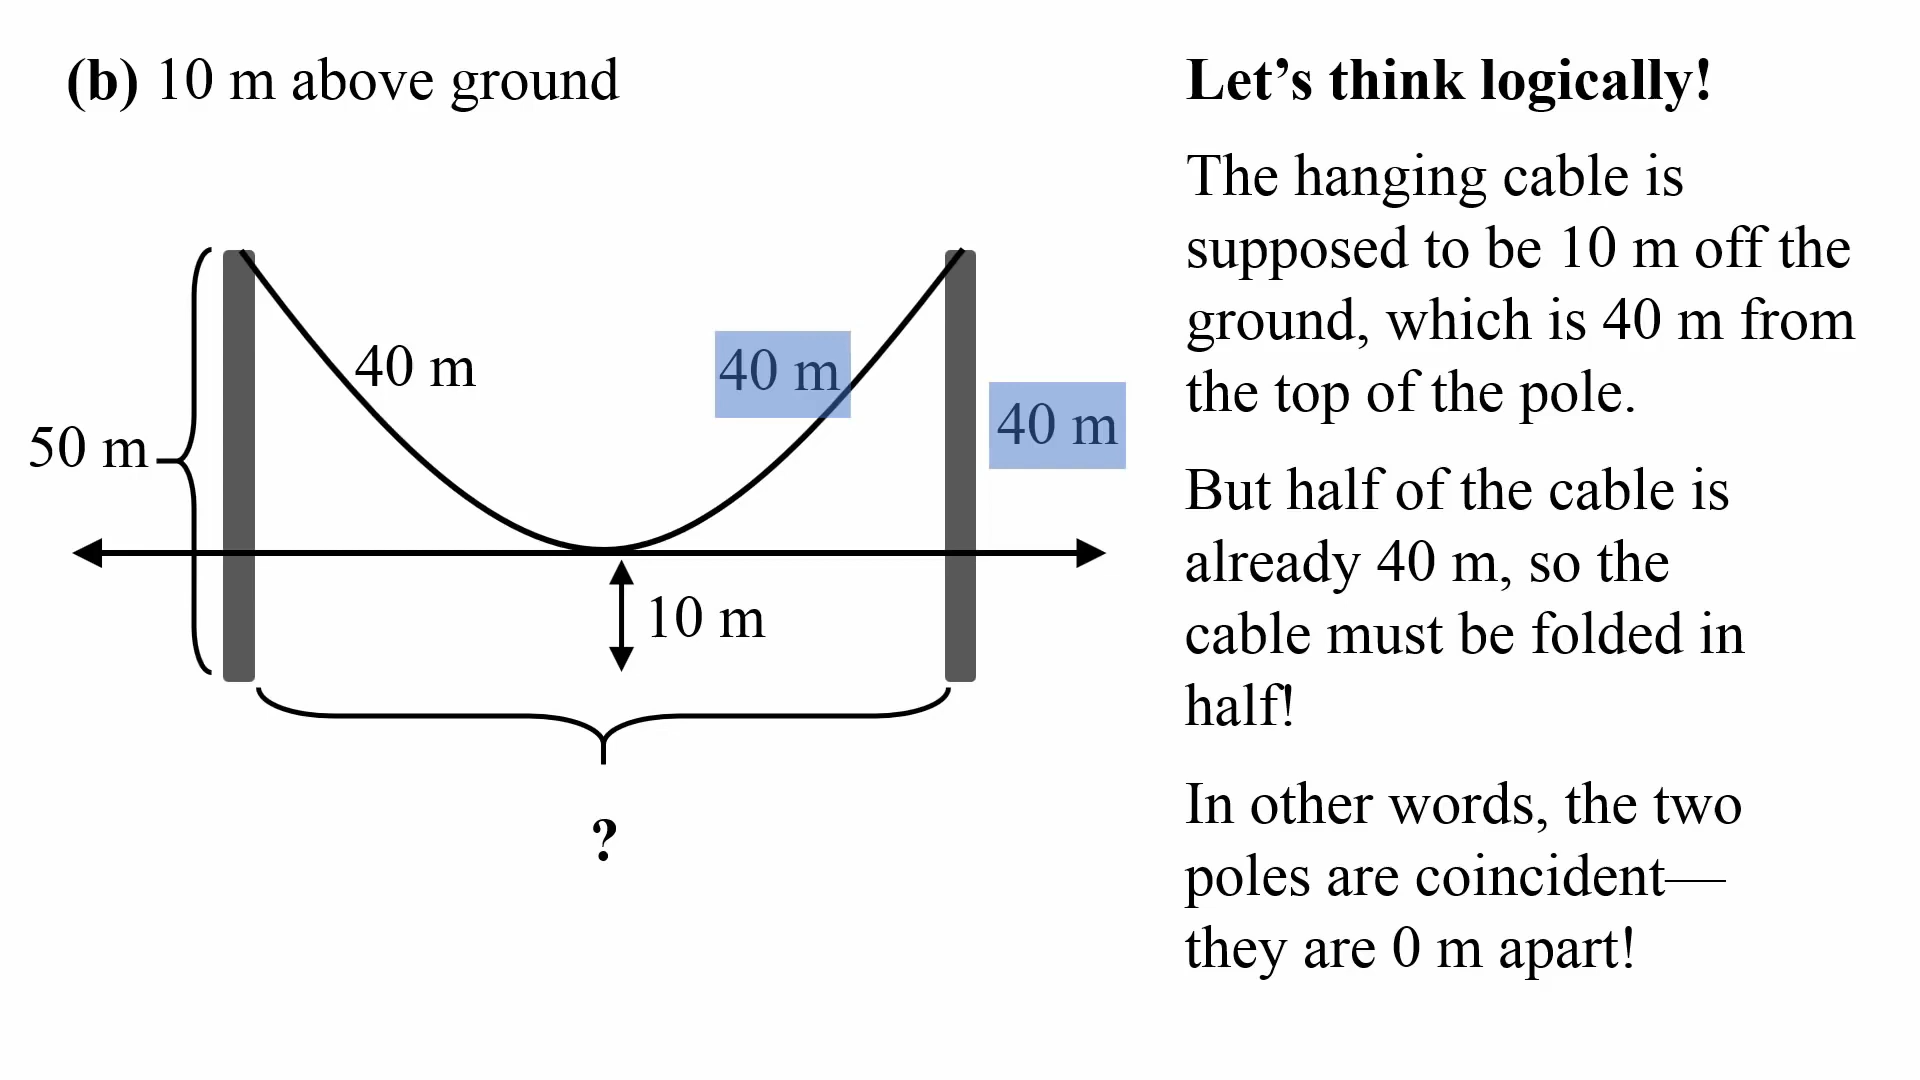 (b) 10 m above ground
40 m
40 m
40 m
50 m
10 m
?
Let’s think logically!
The hanging cable is
supposed to be 10 m off the
ground, which is 40 m from
the top of the pole.
But half of the cable is
already 40 m, so the
cable must be folded in
half!
In other words, the two
poles are coincident—
they are 0 m apart!